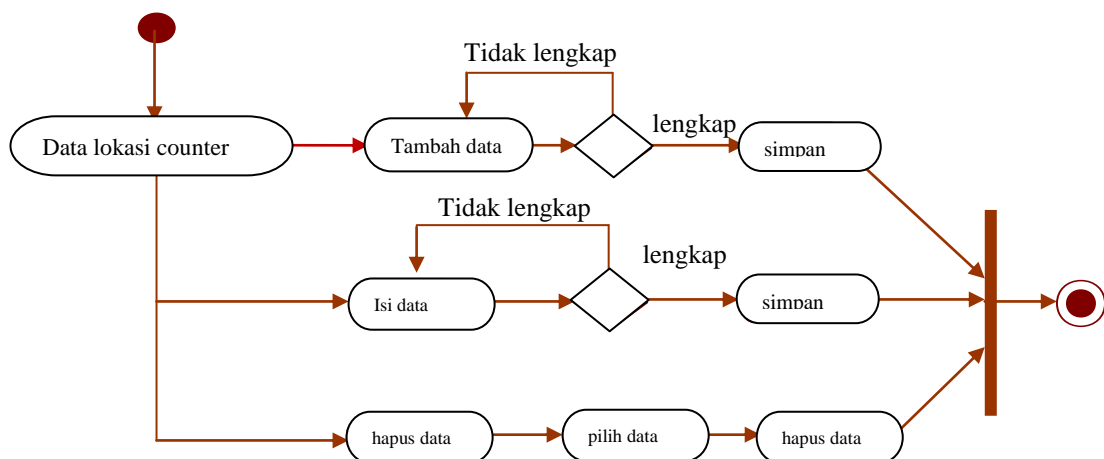 Tidak lengkap
lengkap
Data lokasi counter
Tambah data
simpan
Tidak lengkap
lengkap
Isi data
simpan
hapus data
pilih data
hapus data